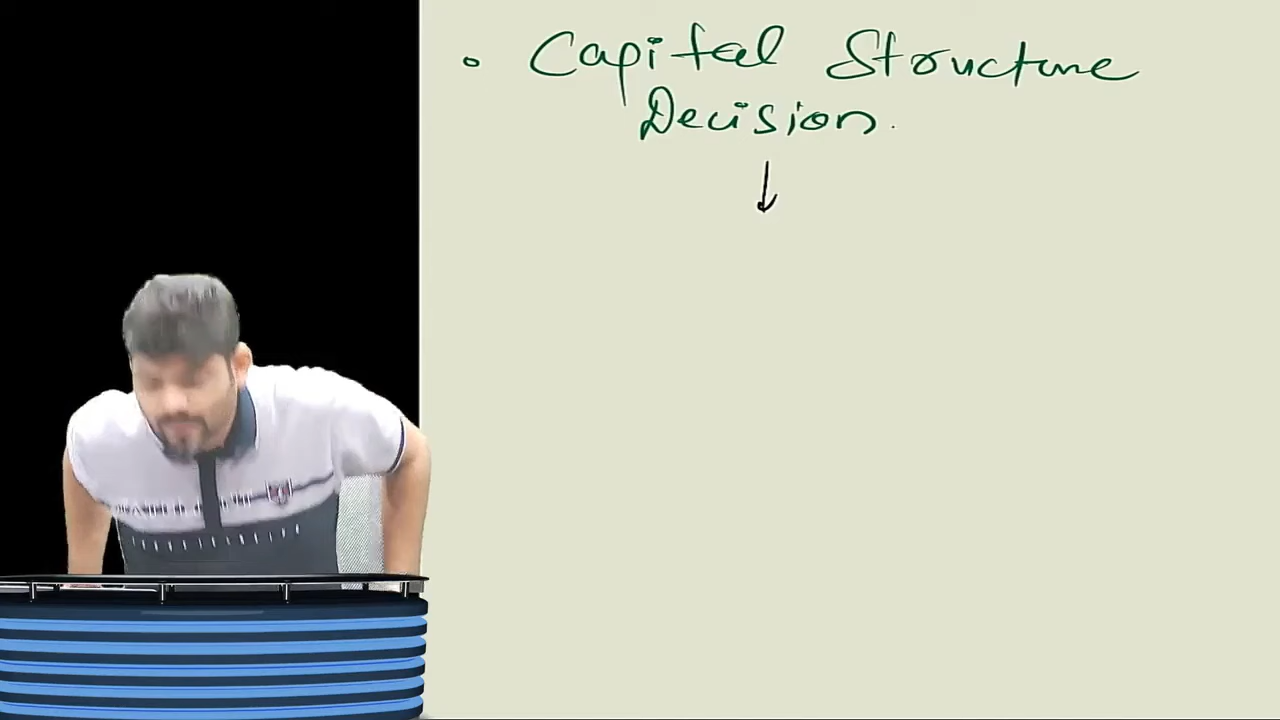 • Capital Structure
Decision.
↓